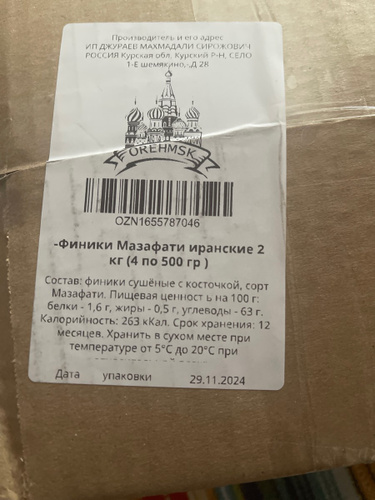 Производитель и его адрес
ИП ДЖУРАЕВ МАХМАДАЛИ СИРОЖОВИЧ
РОССИЯ Курская обл, Курский Р-Н, СЕЛО
1-Е шемякино,-,Д 28
OREHMSK
OZN1655787046
-Финики Мазафати иранские 2
кг (4 по 500 гр )
Состав: финики сушёные с косточкой, сорт
Мазафати. Пищевая ценност ь на 100 г:
белки - 1,6 г, жиры - 0,5 г, углеводы - 63 г.
Калорийность: 263 кКал. Срок хранения: 12
месяцев. Хранить в сухом месте при
температуре от 5°C до 20°C при
Дата упаковки 29.11.2024